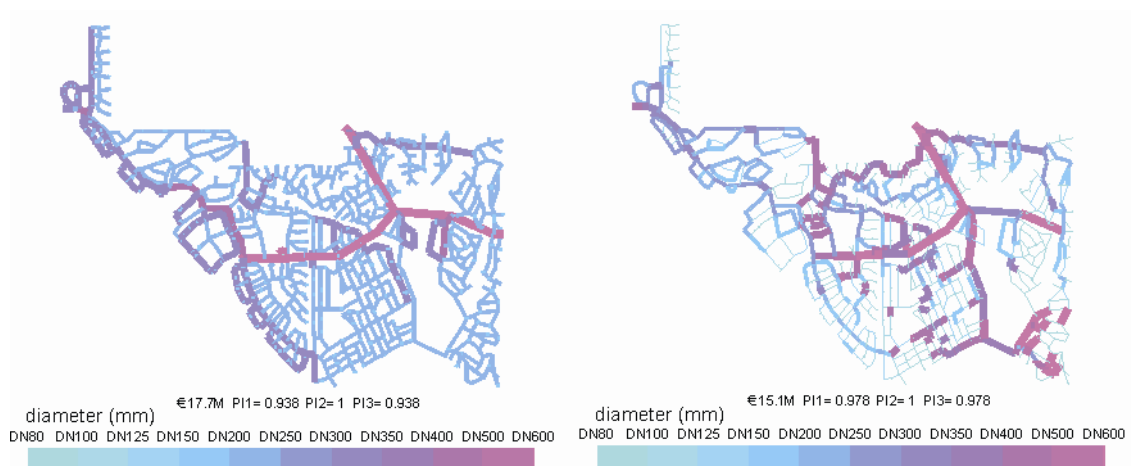 €17.7M PI1= 0.938 PI2= 1 PI3= 0.938
diameter (mm)
DN80 DN100 DN125 DN150 DN200 DN250 DN300 DN350 DN400 DN500 DN600
€15.1M PI1= 0.978 PI2= 1 PI3= 0.978
diameter (mm)
DN80 DN100 DN125 DN150 DN200 DN250 DN300 DN350 DN400 DN500 DN600